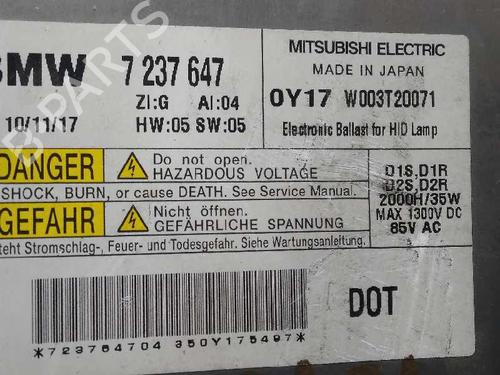 BMW 7 237 647
ZI:G AI:04
10/11/17 HW:05 SW:05
MITSUBISHI ELECTRIC
MADE IN JAPAN
0Y17 W003T20071
Electronic Ballast for HID Lamp
DANGER
Do not open.
HAZARDOUS VOLTAGE
SHOCK, BURN, or cause DEATH. See Service Manual.
GEFAHR
Nicht öffnen.
GEFÄHRLICHE SPANNUNG
teht Stromschlag-, Feuer- und Todesgefahr. Siehe Wartungsanleitung.
D1S,D1R
D2S,D2R
2000H/35W
MAX 1300V DC
85V AC
DOT
*723764704 350Y175497*
PARTS